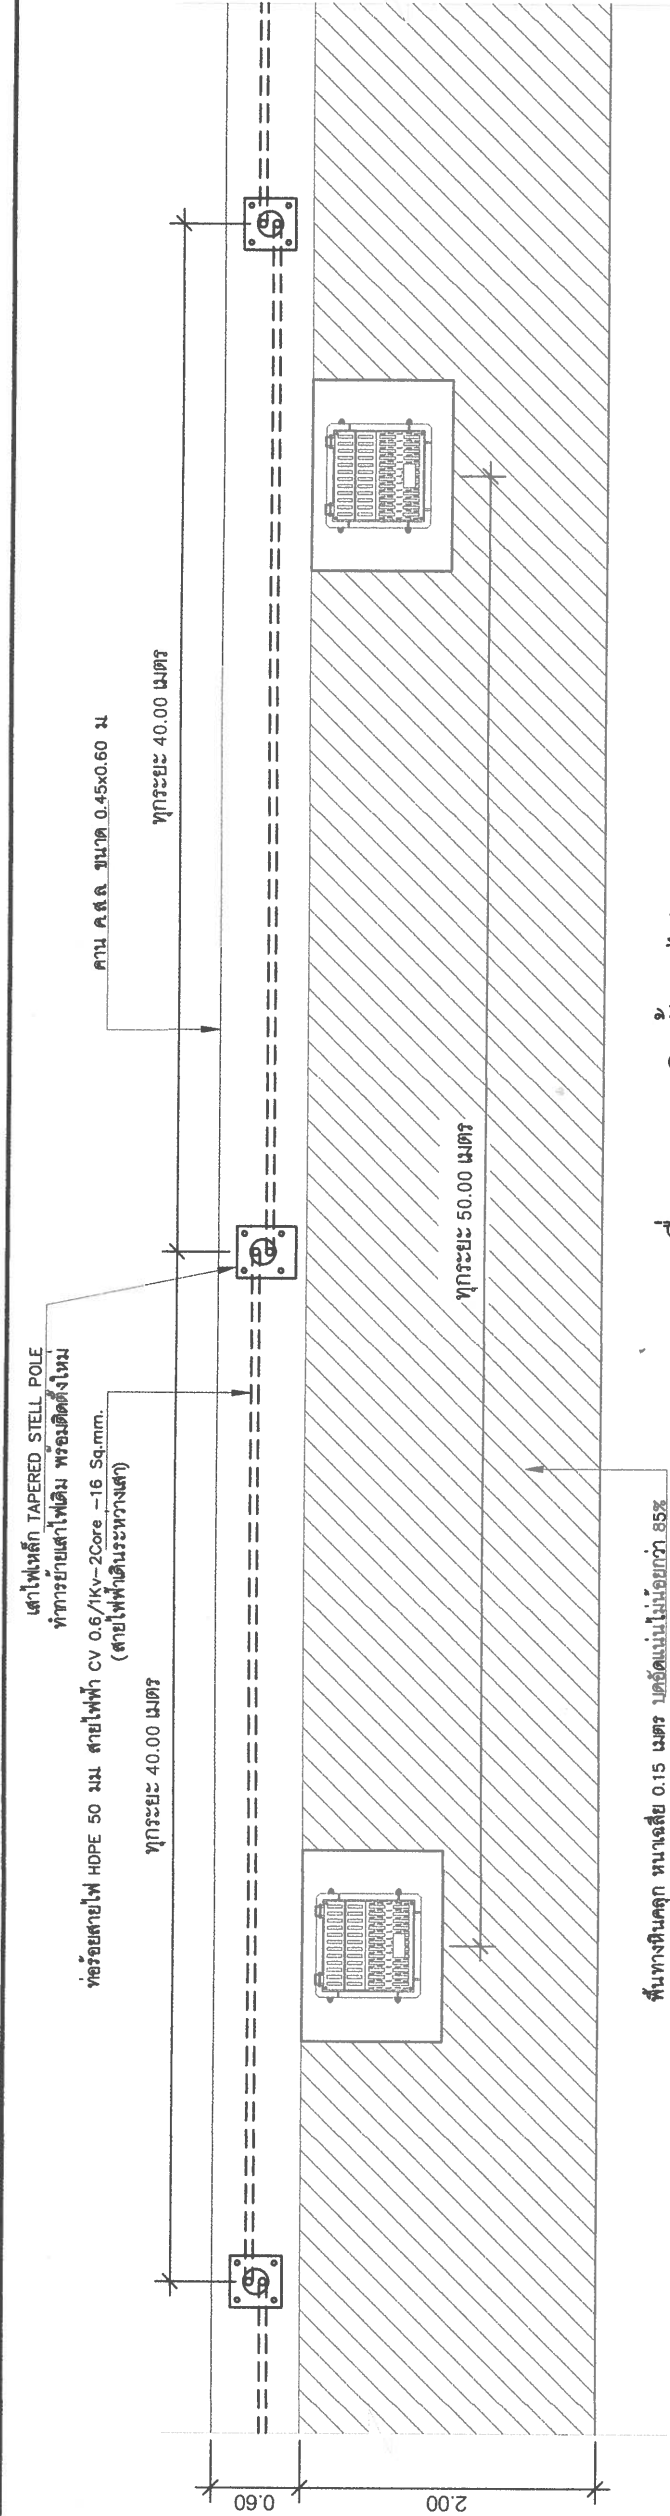 เสาไฟเหล็ก TAPERED STELL POLE
ทำการย้ายเสาไฟเดิม พร้อมติดตั้งใหม่
ท่อร้อยสายไฟ HDPE 50 มม สายไฟฟ้า CV 0.6/1Kv-2Core -16 Sq.mm.
(สายไฟฟ้าเดินระหว่างเสา)
คาน ค.ส.ล ขนาด 0.45x0.60 ม
ทุกระยะ 40.00 เมตร
ทุกระยะ 40.00 เมตร
ทุกระยะ 50.00 เมตร
0.60
2.00
พื้นทางหินคลุก หนาเฉลี่ย 0.15 เมตร บดอัดแน่นไม่น้อยกว่า 85%